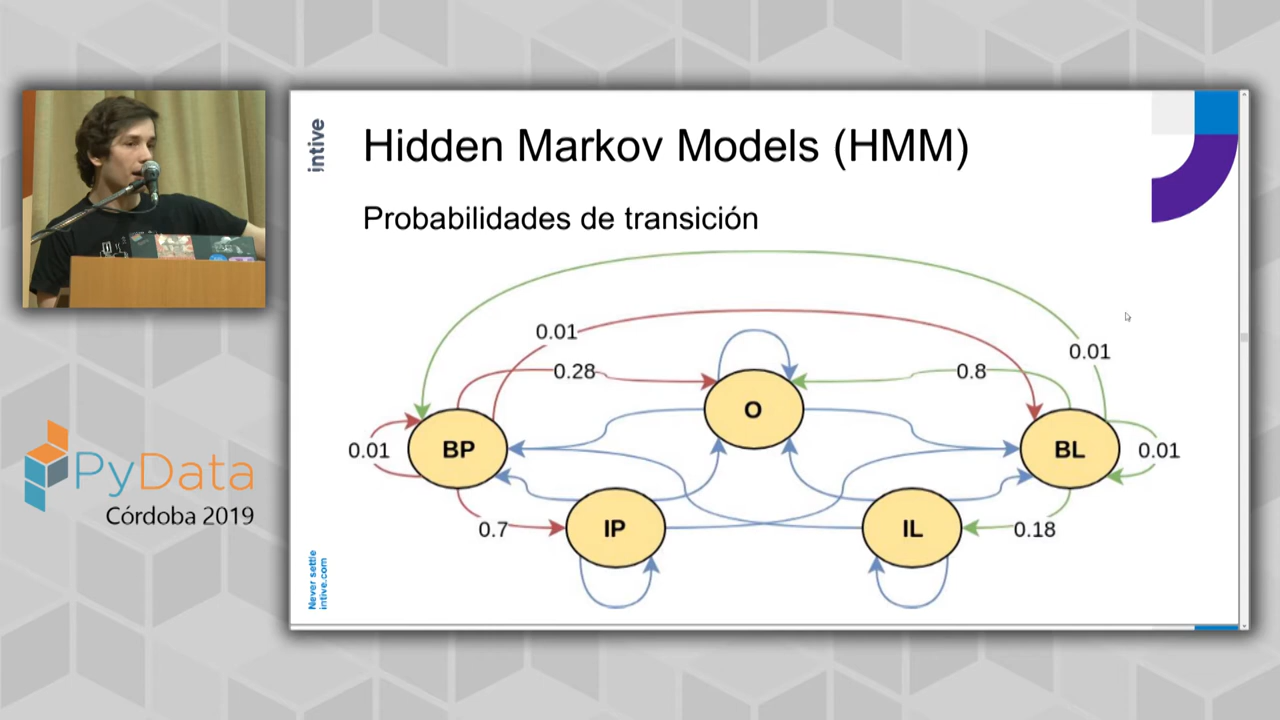 intive
Hidden Markov Models (HMM)
Probabilidades de transición
0.01
0.01
0.28
0.8
O
0.01
BP
BL
0.01
0.7
IP
IL
0.18
PyData
Córdoba 2019
Never settle
intive.com